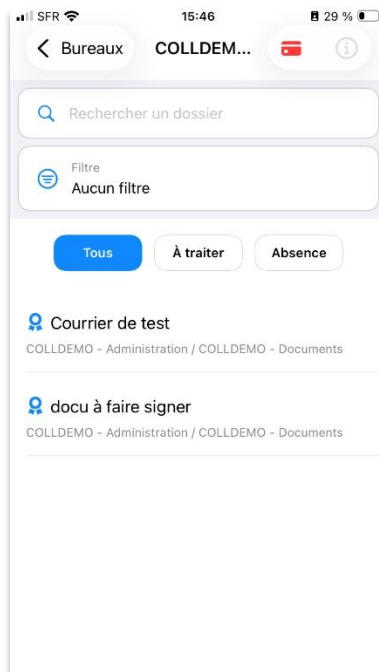 SFR 15:46 29 %
Bureaux COLLDEM...
Rechercher un dossier
Filtre
Aucun filtre
Tous À traiter Absence
Courrier de test
COLLDEMO - Administration / COLLDEMO - Documents
docu à faire signer
COLLDEMO - Administration / COLLDEMO - Documents